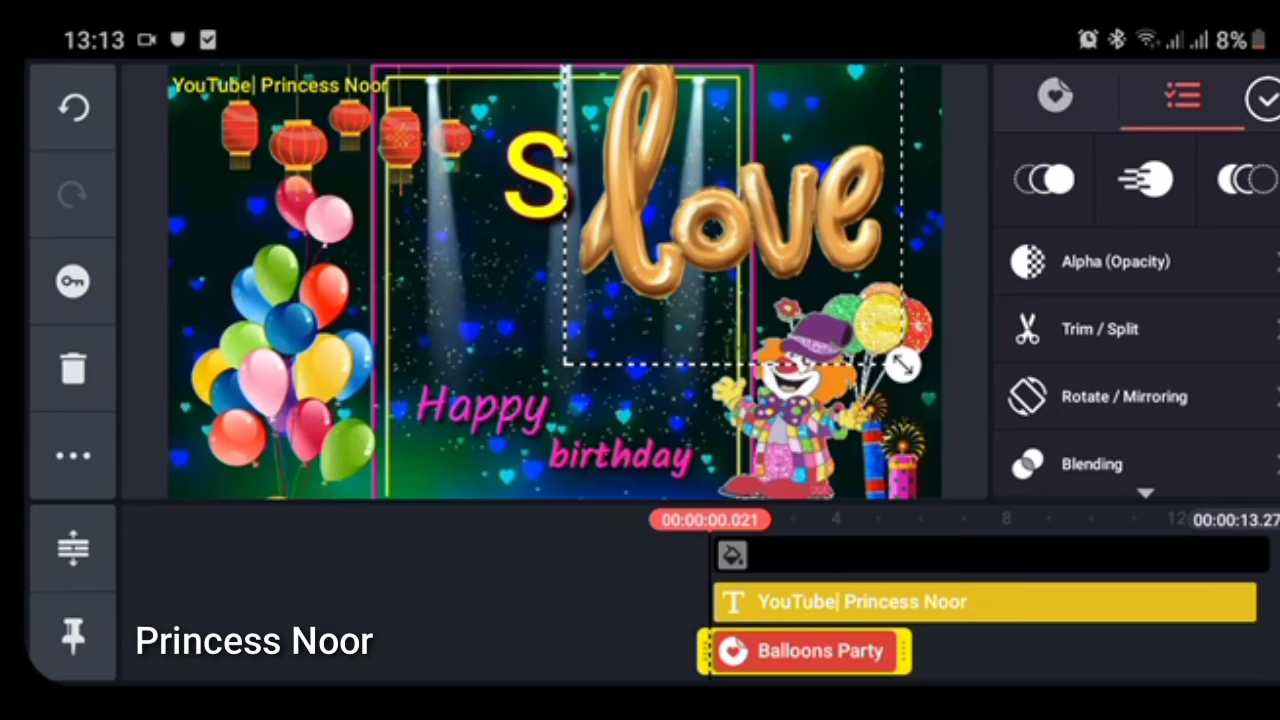 13:13
8%
YouTube| Princess Noor
S
love
Happy
birthday
Alpha (Opacity)
Trim / Split
Rotate / Mirroring
Blending
00:00:00.021
4
8
12
00:00:13.27
YouTube| Princess Noor
Balloons Party
Princess Noor